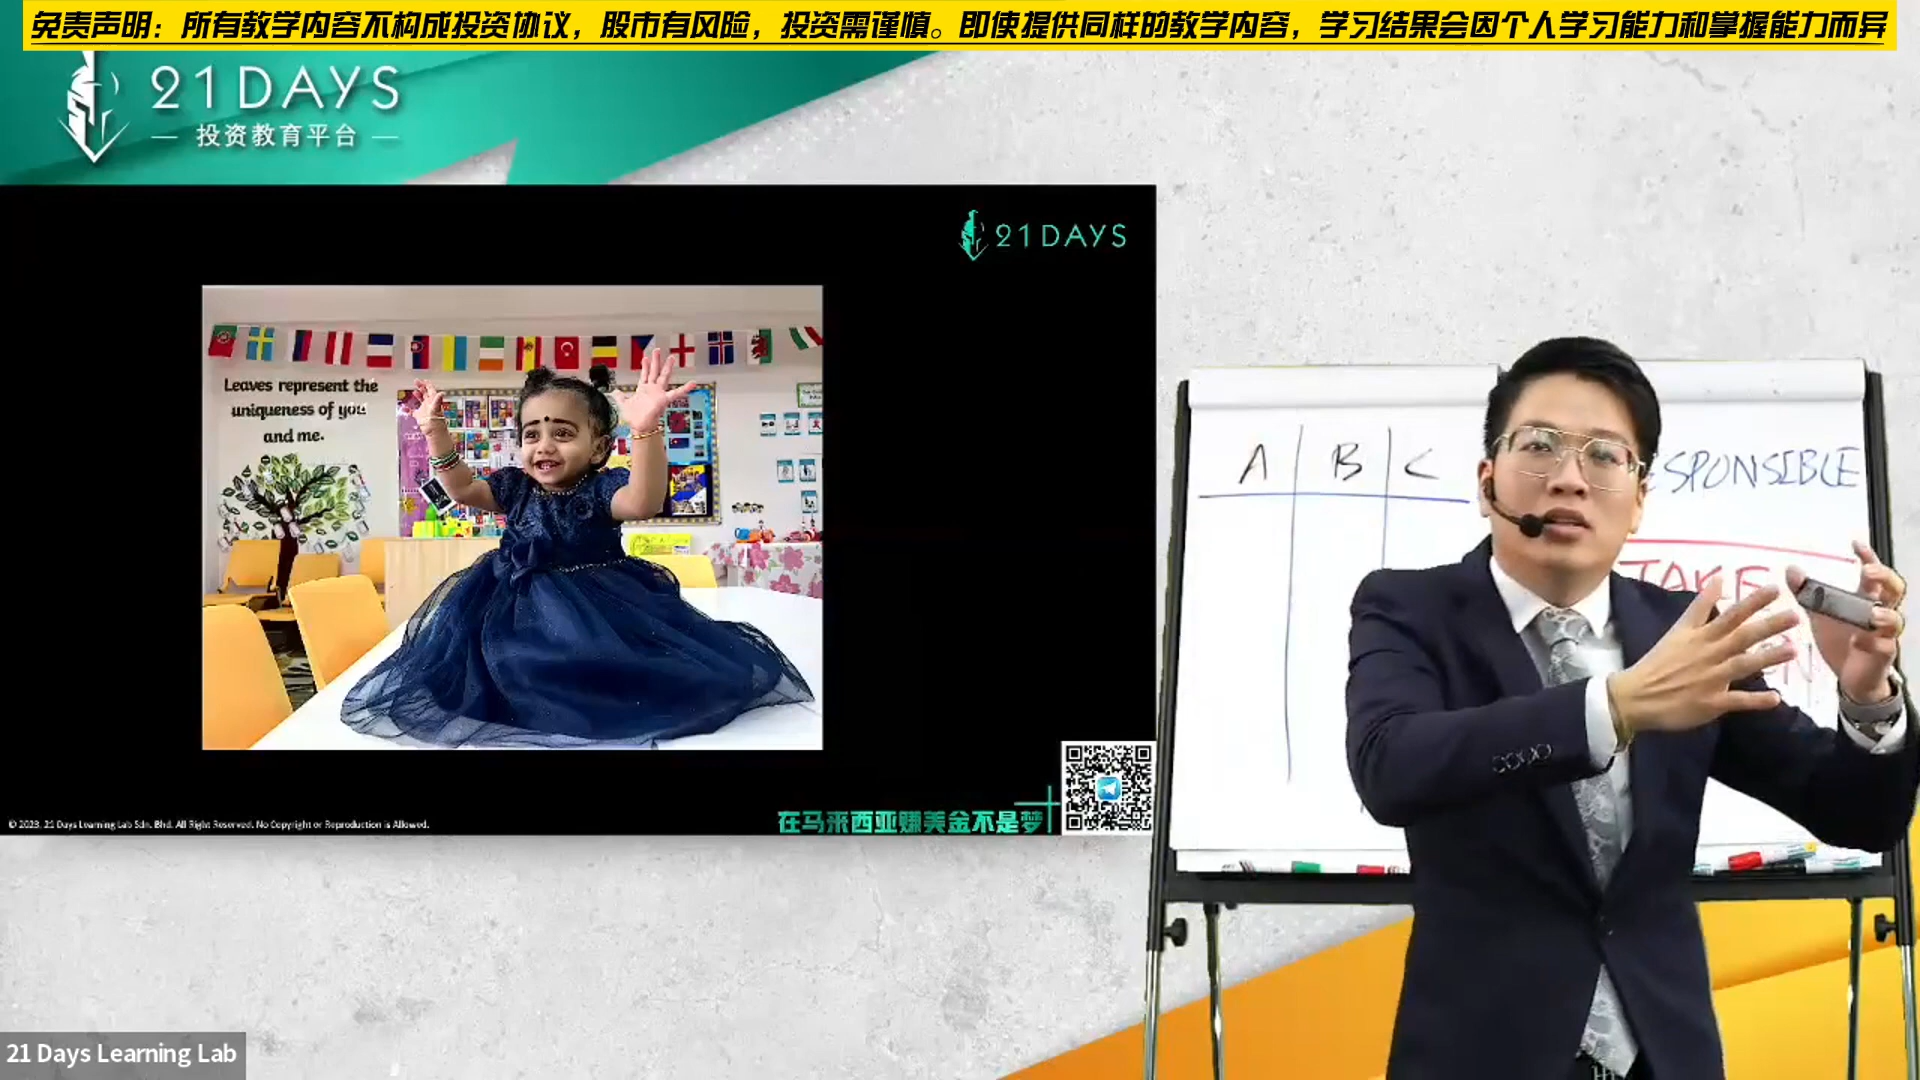 免责声明：所有教学内容不构成投资协议，股市有风险，投资需谨慎。即使提供同样的教学内容，学习结果会因个人学习能力和掌握能力而异
21DAYS
投资教育平台
21DAYS
Leaves represent the
uniqueness of you
and me.
A B C
ESPONSIBLE
TAKE
在马来西亚赚美金不是梦
© 2023, 21 Days Learning Lab Sdn. Bhd. All Right Reserved. No Copyright or Reproduction is Allowed.
21 Days Learning Lab